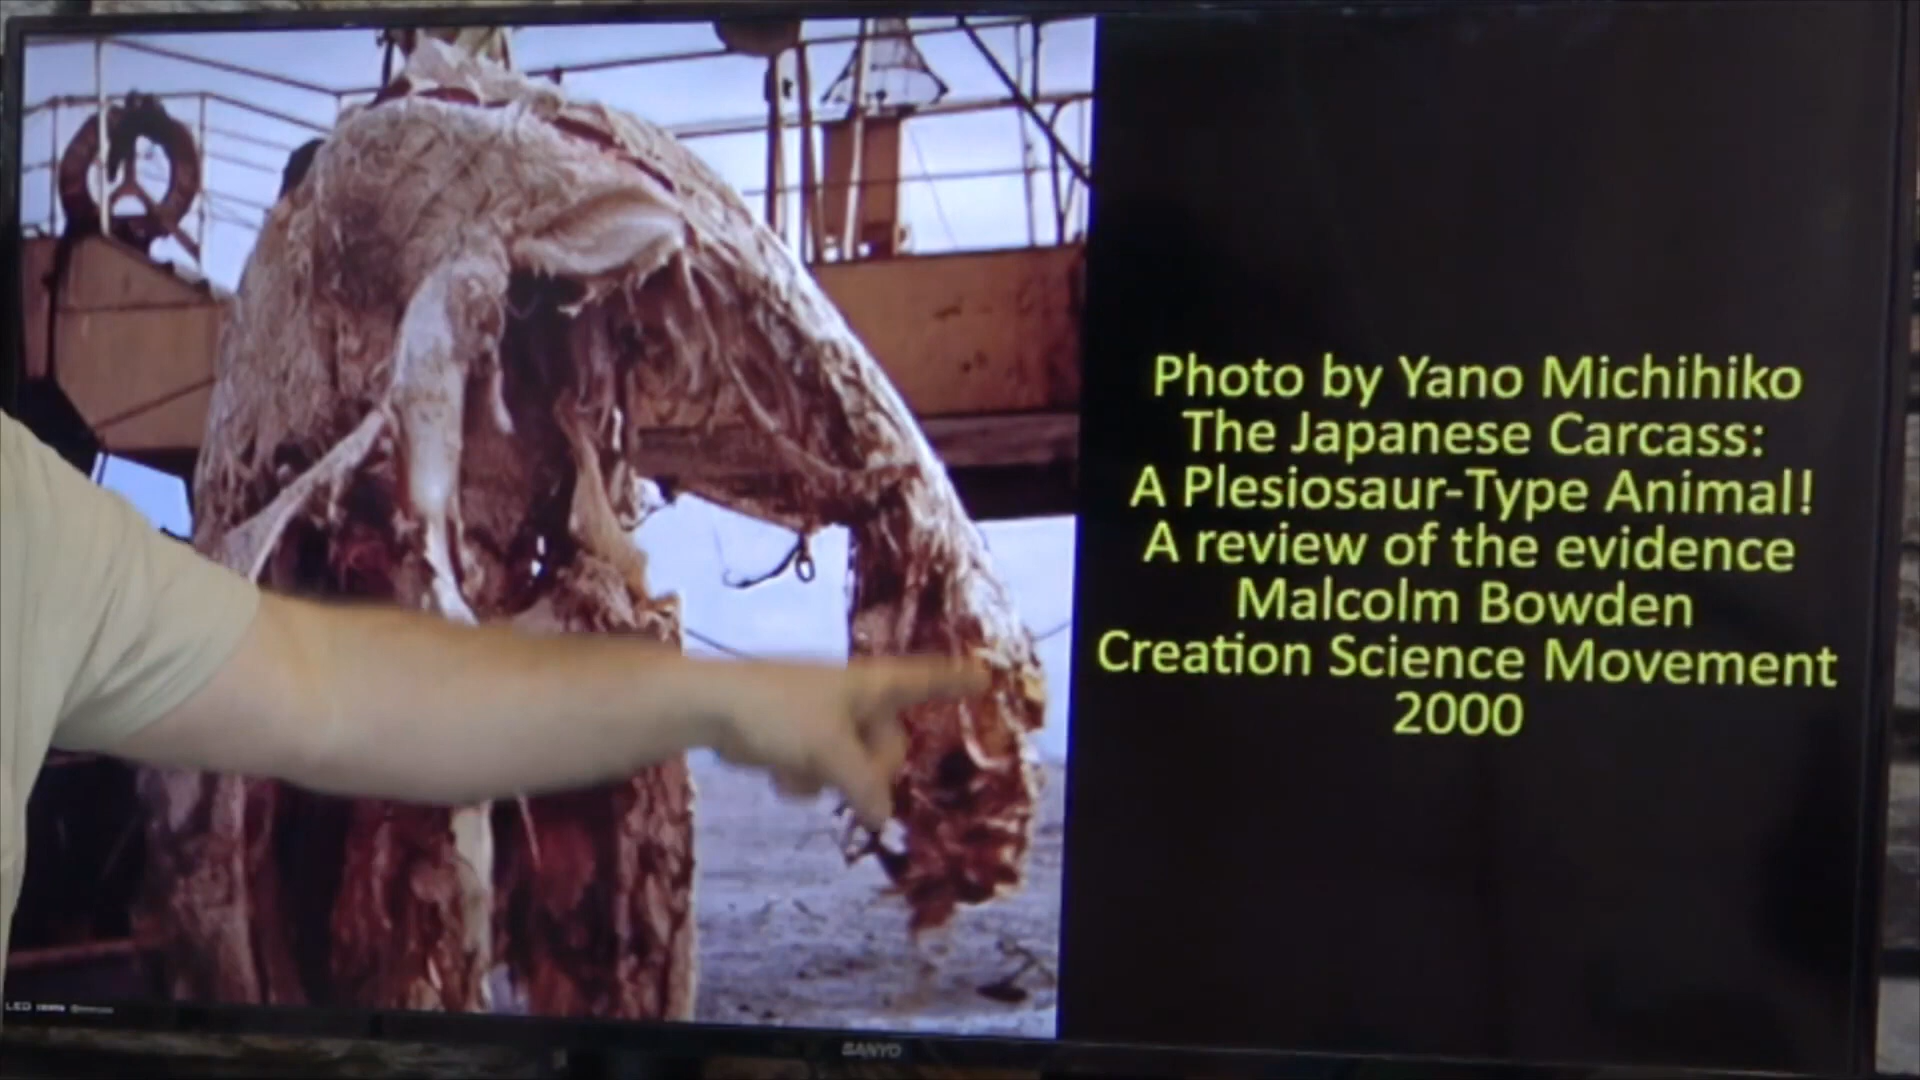 Photo by Yano Michihiko
The Japanese Carcass:
A Plesiosaur-Type Animal!
A review of the evidence
Malcolm Bowden
Creation Science Movement
2000
LED
SANYO